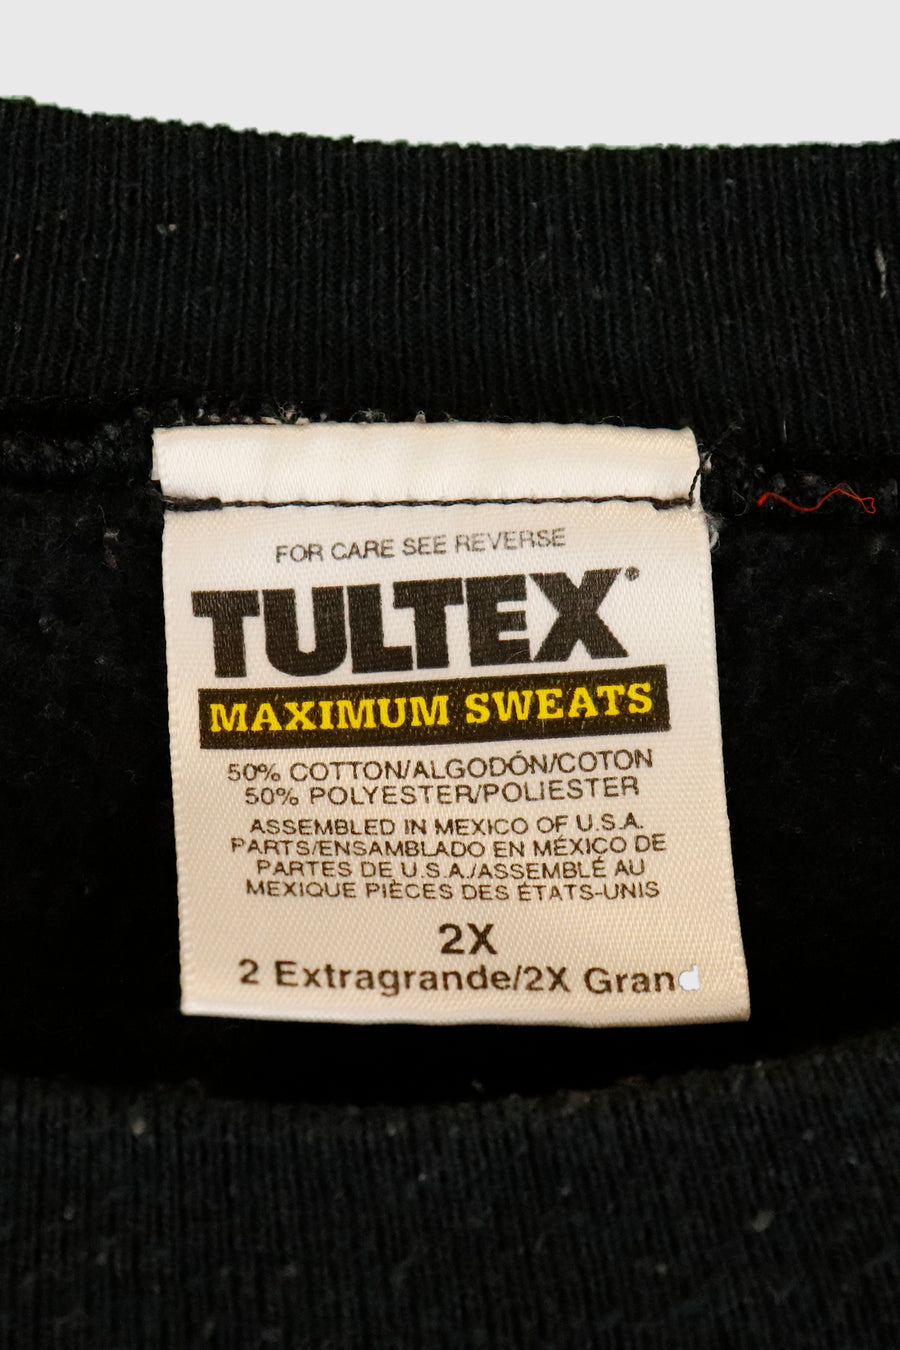 FOR CARE SEE REVERSE
TULTEX®
MAXIMUM SWEATS
50% COTTON/ALGODÓN/COTON
50% POLYESTER/POLIESTER
ASSEMBLED IN MEXICO OF U.S.A.
PARTS/ENSAMBLADO EN MÉXICO DE
PARTES DE U.S.A./ASSEMBLÉ AU
MEXIQUE PIÈCES DES ÉTATS-UNIS
2X
2 Extragrande/2X Grand